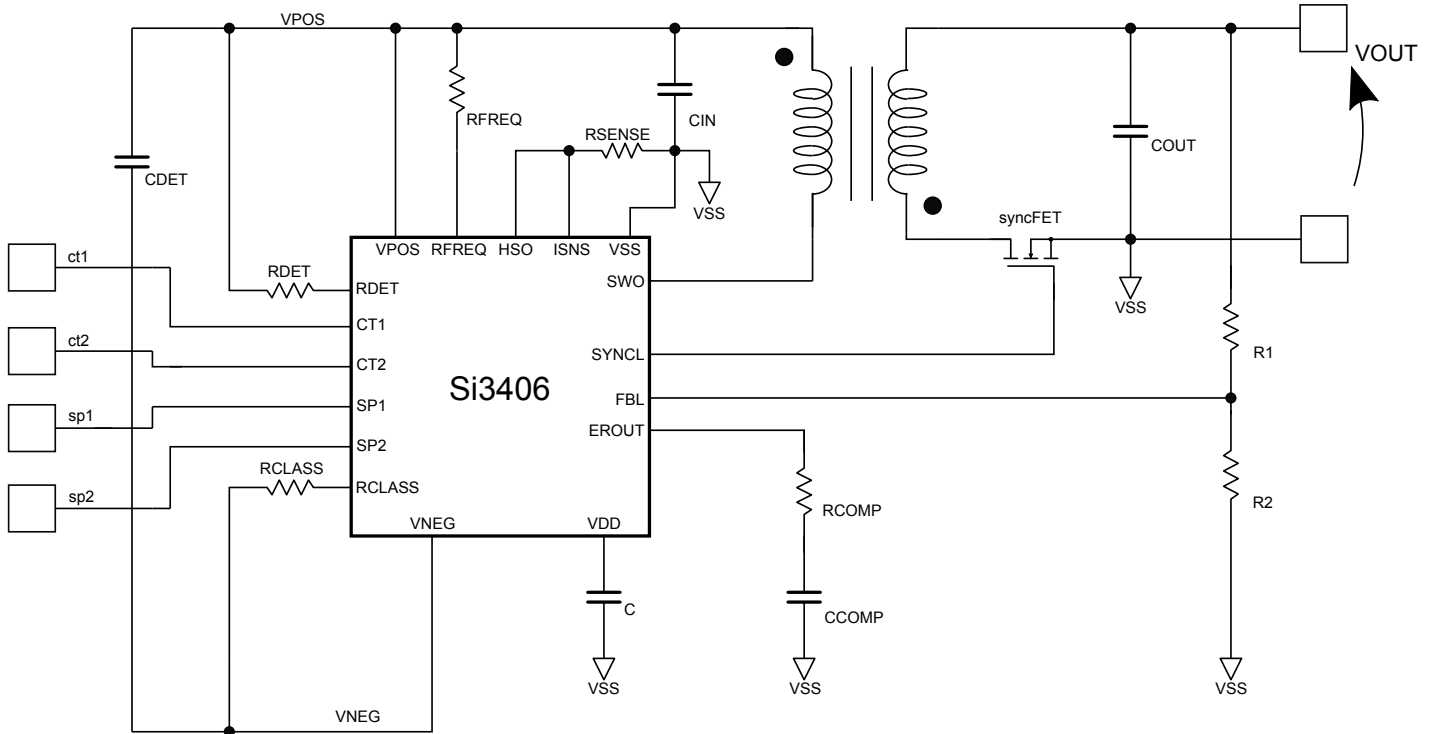 VPOS
VOUT
RFREQ
CIN
RSENSE
COUT
CDET
VSS
syncFET
VPOS RFREQ HSO ISNS VSS
ct1
RDET
RDET
SWO
VSS
CT1
ct2
SYNCL
R1
CT2
Si3406
FBL
sp1
SP1
EROUT
SP2
RCLASS
RCLASS
sp2
RCOMP
R2
VNEG
VDD
C
CCOMP
VSS
VSS
VSS
VNEG